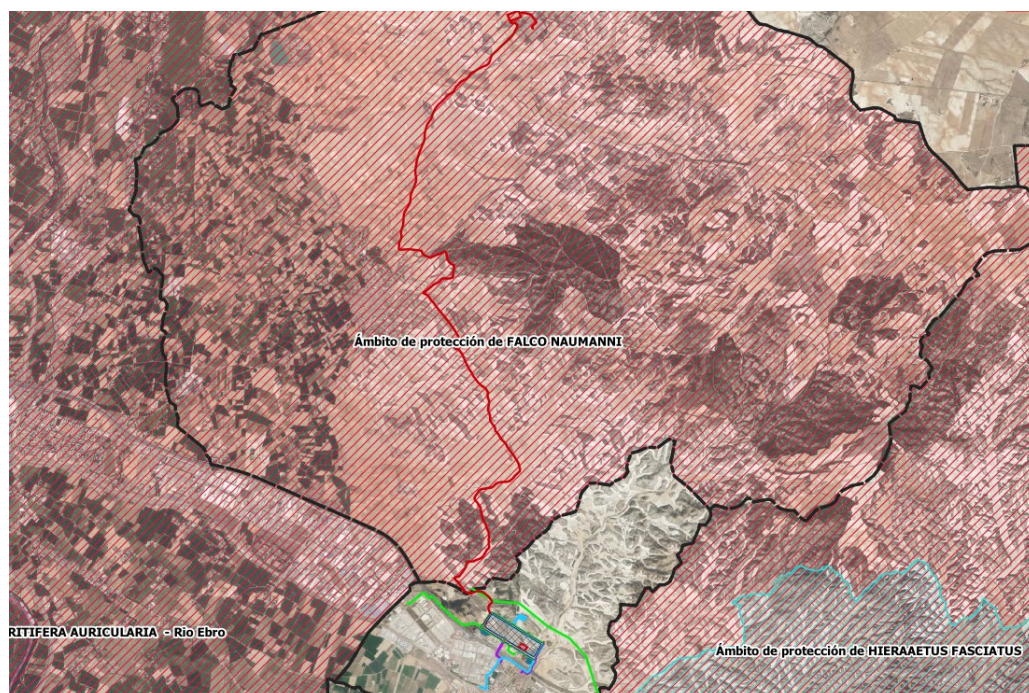 Ámbito de protección de FALCO NAUMANNI
RITIFERA AURICULARIA - Rio Ebro
Ámbito de protección de HIERAAETUS FASCIATUS